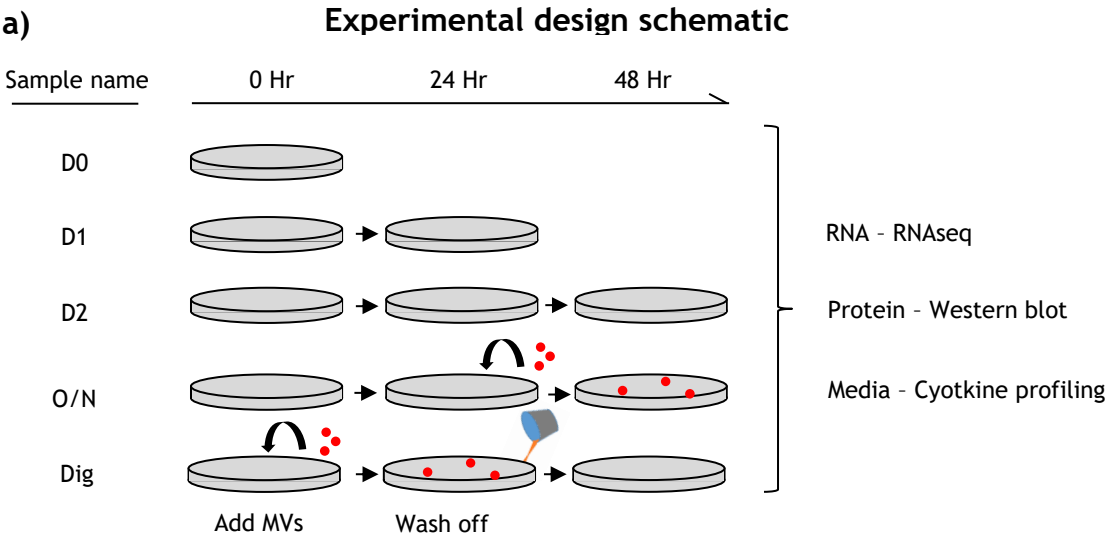 a)
Experimental design schematic
Sample name
0 Hr
24 Hr
48 Hr
D0
D1
RNA – RNAseq
D2
Protein – Western blot
O/N
Media – Cyotkine profiling
Dig
Add MVs
Wash off